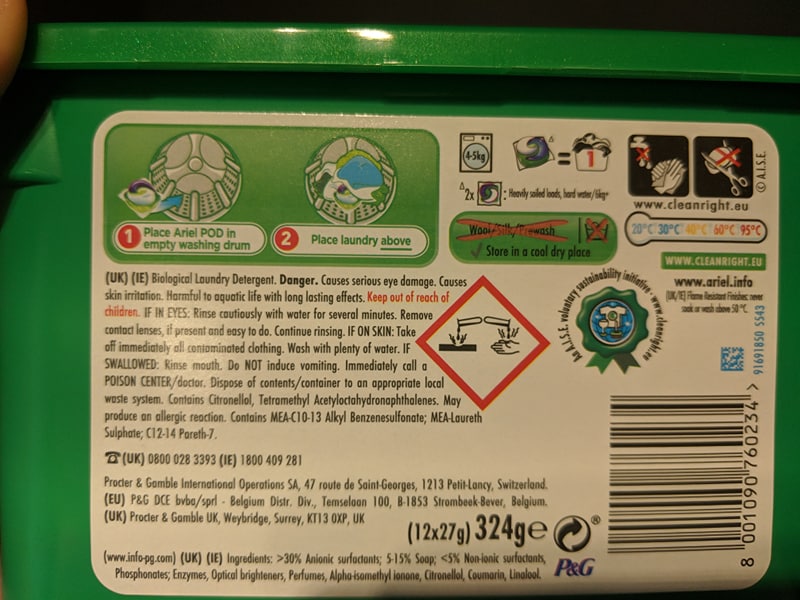 1 Place Ariel POD in
empty washing drum
2 Place laundry above
4-5kg
= 1
2x : Heavily soiled loads, hard water/6kg+
Wool/Silk/Prewash
Store in a cool dry place
© A.I.S.E.
www.cleanright.eu
20°C 30°C 40°C 60°C 95°C
WWW.CLEANRIGHT.EU
www.ariel.info
(UK/IE) Flame Resistant Finishes: never
soak or wash above 50 °C.
An A.I.S.E. voluntary sustainability initiative · www.cleanright.eu
91691850 S543
(UK) (IE) Biological Laundry Detergent. Danger. Causes serious eye damage. Causes
skin irritation. Harmful to aquatic life with long lasting effects. Keep out of reach of
children. IF IN EYES: Rinse cautiously with water for several minutes. Remove
contact lenses, if present and easy to do. Continue rinsing. IF ON SKIN: Take
off immediately all contaminated clothing. Wash with plenty of water. IF
SWALLOWED: Rinse mouth. Do NOT induce vomiting. Immediately call a
POISON CENTER/doctor. Dispose of contents/container to an appropriate local
waste system. Contains Citronellol, Tetramethyl Acetyloctahydronaphthalenes. May
produce an allergic reaction. Contains MEA-C10-13 Alkyl Benzenesulfonate; MEA-Laureth
Sulphate; C12-14 Pareth-7.
(UK) 0800 028 3393 (IE) 1800 409 281
Procter & Gamble International Operations SA, 47 route de Saint-Georges, 1213 Petit-Lancy, Switzerland.
(EU) P&G DCE bvba/sprl - Belgium Distr. Div., Temselaan 100, B-1853 Strombeek-Bever, Belgium.
(UK) Procter & Gamble UK, Weybridge, Surrey, KT13 0XP, UK
(12x27g) 324g℮ ®
P&G
(www.info-pg.com) (UK) (IE) Ingredients: >30% Anionic surfactants; 5-15% Soap; <5% Non-ionic surfactants,
Phosphonates; Enzymes, Optical brighteners, Perfumes, Alpha-isomethyl ionone, Citronellol, Coumarin, Linalool.
8 001090 760234 >